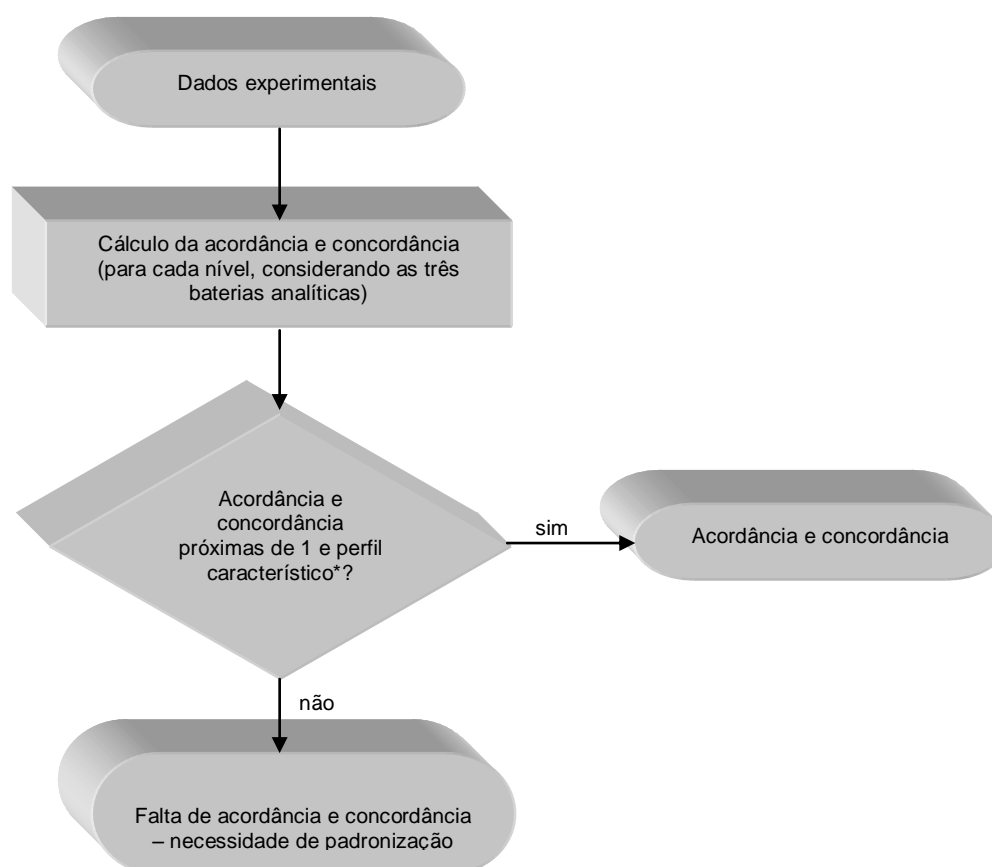 Dados experimentais
Cálculo da acordância e concordância
(para cada nível, considerando as três
baterias analíticas)
Acordância e
concordância
próximas de 1 e perfil
característico*?
sim
Acordância e concordância
não
Falta de acordância e concordância
– necessidade de padronização